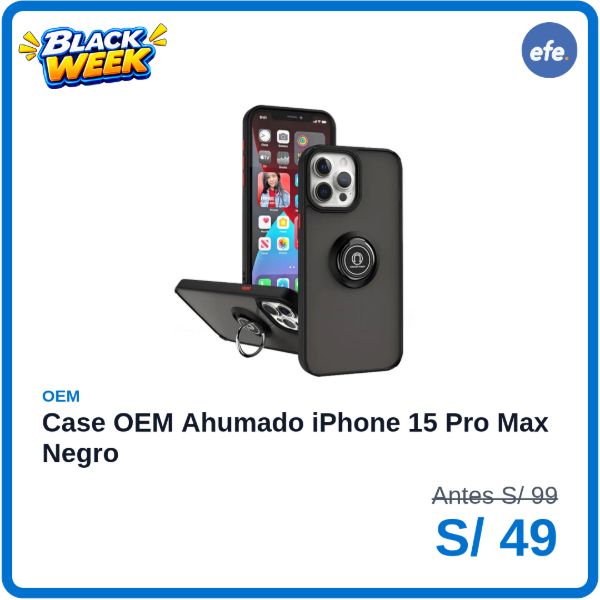 BLACK
WEEK
efe.
OEM
Case OEM Ahumado iPhone 15 Pro Max
Negro
Antes S/ 99
S/ 49